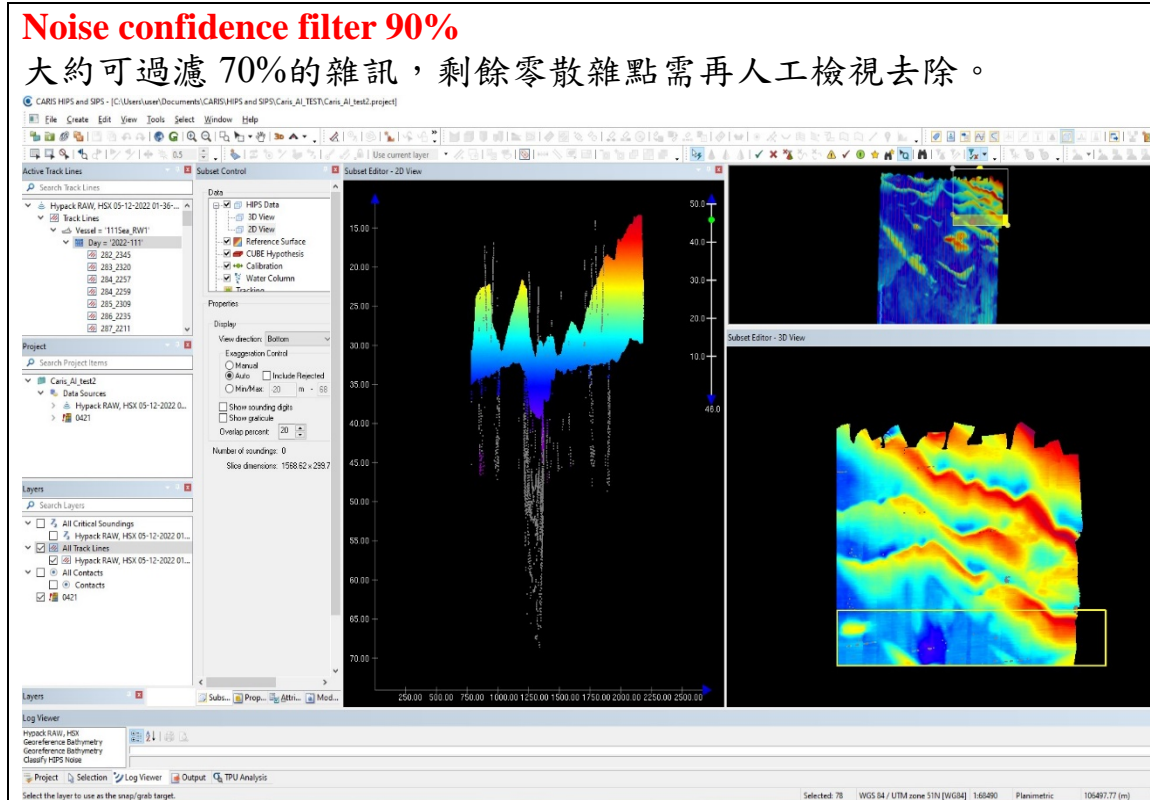 Noise confidence filter 90%
大約可過濾 70%的雜訊，剩餘零散雜點需再人工檢視去除。
CARIS HIPS and SIPS - [C:\Users\user\Documents\CARIS\HIPS and SIPS\Caris_AI_TEST\Caris_AI_test2.project]
File Create Edit View Tools Select Window Help
8.5
Use current layer
Active Track Lines
Search Track Lines
Hypack RAW, HSX 05-12-2022 01-36-...
Track Lines
Vessel = '111Sea_RW1'
Day = '2022-111'
282_2345
283_2320
284_2257
284_2259
285_2309
286_2235
287_2211
Project
Search Project Items
Caris_AI_test2
Data Sources
Hypack RAW, HSX 05-12-2022 0...
0421
Layers
Search Layers
All Critical Soundings
Hypack RAW, HSX 05-12-2022 01...
All Track Lines
Hypack RAW, HSX 05-12-2022 01...
All Contacts
Contacts
0421
Layers
Subset Control
Data
HIPS Data
3D View
2D View
Reference Surface
CUBE Hypothesis
Calibration
Water Column
Tracking
Properties
Display
View direction: Bottom
Exaggeration Control
Manual
Auto Include Rejected
Min/Max: -20 m - 68
Show sounding digits
Show graticule
Overlap percent: 20
Number of soundings: 0
Slice dimensions: 1568.62 x 299.7
Subs... Prop... Attri... Mod...
Subset Editor - 2D View
15.00
20.00
25.00
30.00
35.00
40.00
45.00
50.00
55.00
60.00
65.00
70.00
250.00 500.00 750.00 1000.00 1250.00 1500.00 1750.00 2000.00 2250.00 2500.00
50.0
40.0
30.0
20.0
10.0
46.0
Subset Editor - 3D View
Log Viewer
Hypack RAW, HSX
Georeference Bathymetry
Georeference Bathymetry
Classify HIPS Noise
Project Selection Log Viewer Output TPU Analysis
Select the layer to use as the snap/grab target.
Selected: 78 WGS 84 / UTM zone 51N [WG84] 1:68490 Planimetric 106497.77 (m)